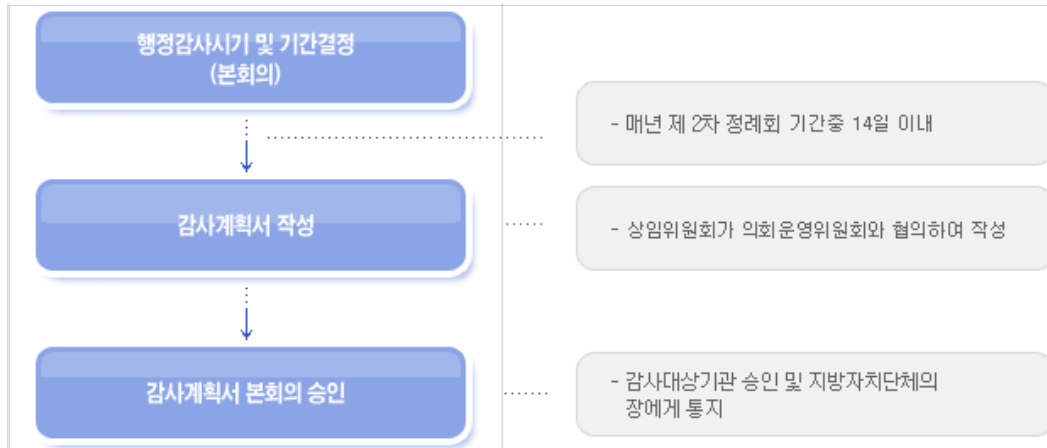 행정감사시기 및 기간결정
(본회의)
- 매년 제 2차 정례회 기간중 14일 이내
감사계획서 작성
- 상임위원회가 의회운영위원회와 협의하여 작성
감사계획서 본회의 승인
- 감사대상기관 승인 및 지방자치단체의
장에게 통지